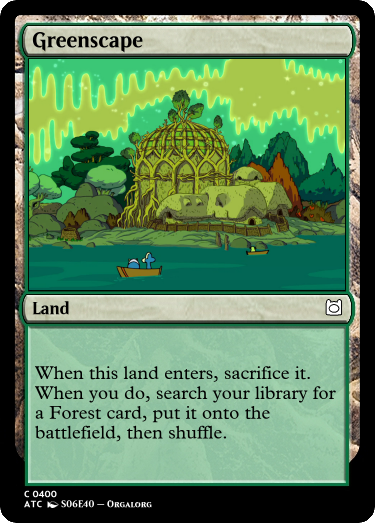 Greenscape
Land
When this land enters, sacrifice it.
When you do, search your library for
a Forest card, put it onto the
battlefield, then shuffle.
C 0400
ATC S06E40 – Orgalorg